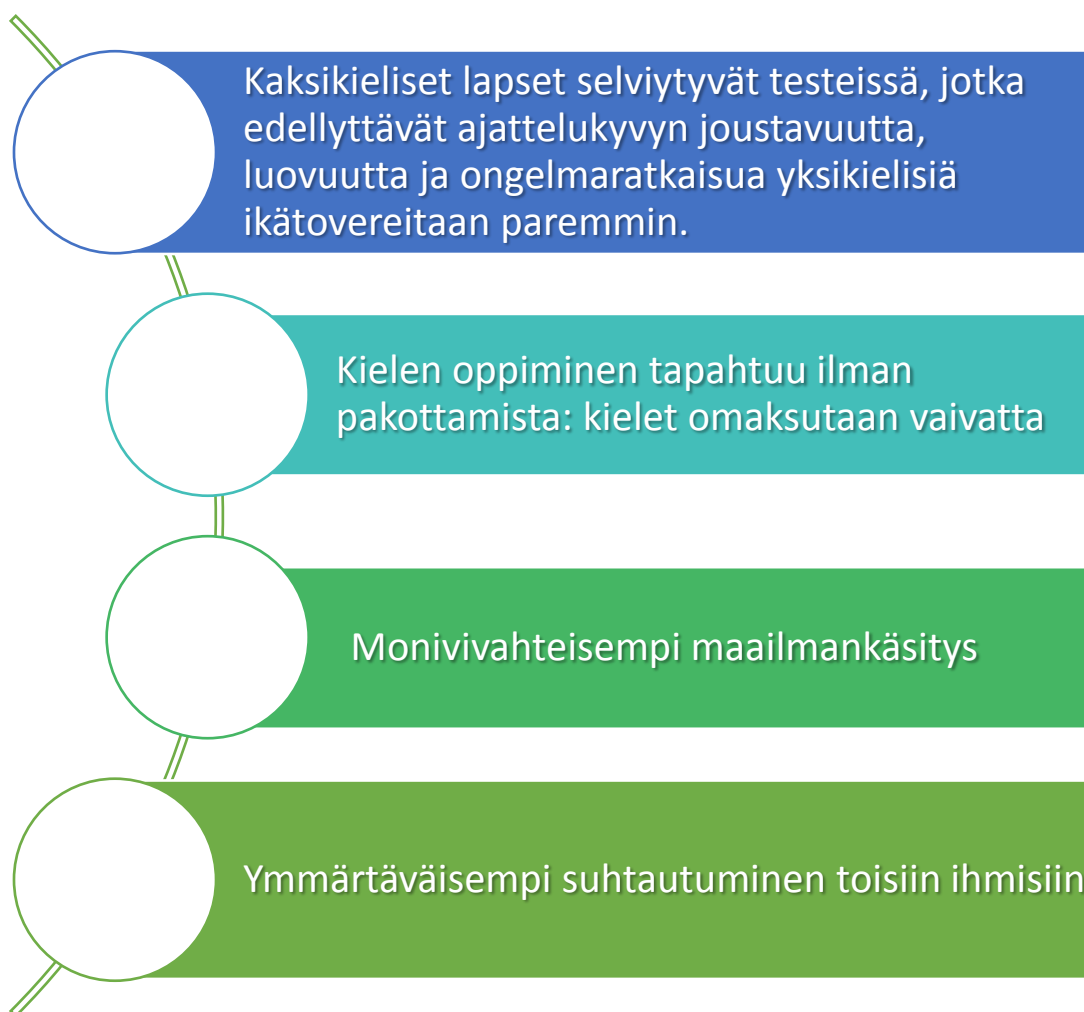 Kaksikieliset lapset selviytyvät testeissä, jotka
edellyttävät ajattelukyvyn joustavuutta,
luovuutta ja ongelmaratkaisua yksikielisiä
ikätovereitaan paremmin.
Kielen oppiminen tapahtuu ilman
pakottamista: kielet omaksutaan vaivatta
Monivivahteisempi maailmankäsitys
Ymmärtäväisempi suhtautuminen toisiin ihmisiin